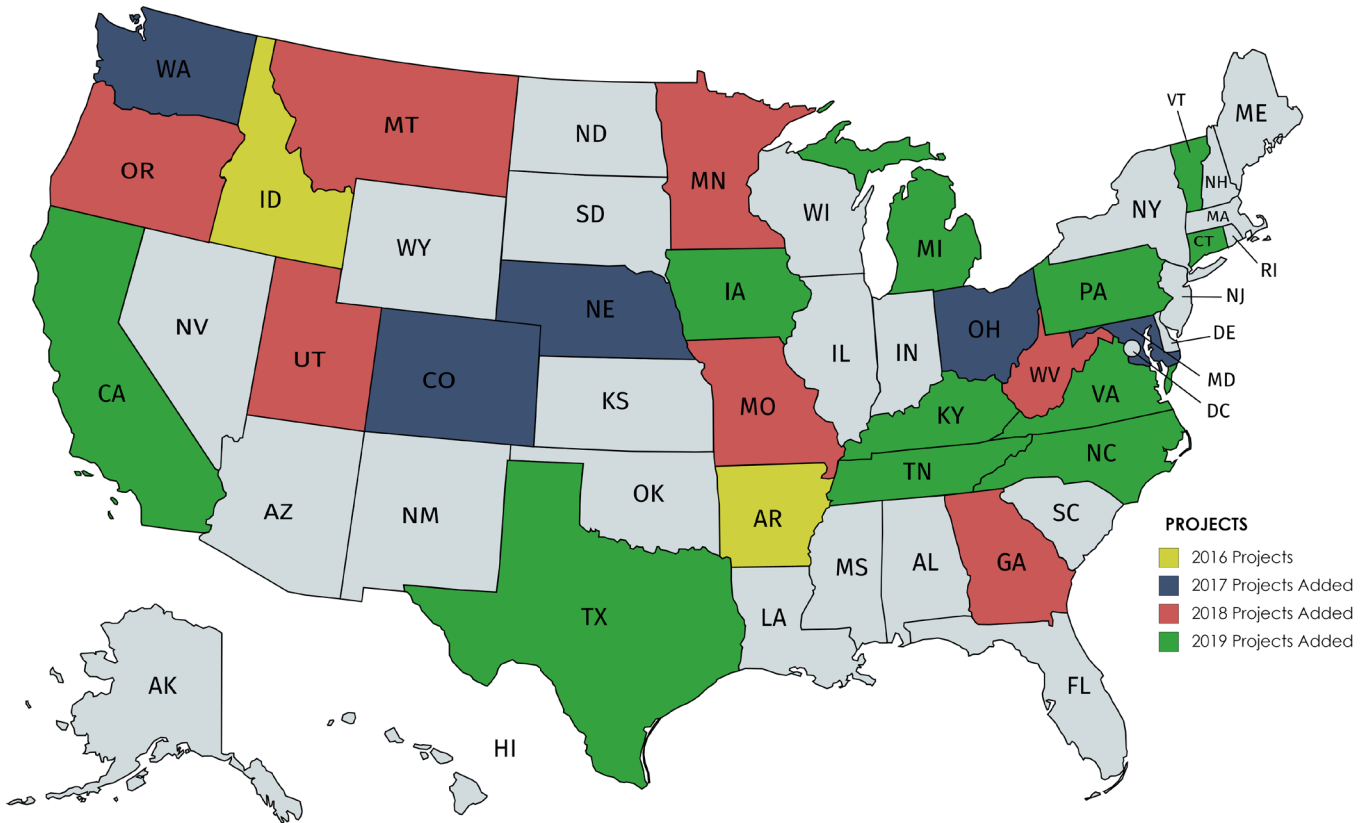 WA
MT
ND
MN
OR
ID
SD
WI
WY
MI
VT
ME
NH
NY
MA
CT
RI
IA
PA
NJ
NE
NV
UT
CO
IL
IN
OH
DE
WV
MD
DC
CA
KS
MO
KY
VA
NC
TN
AZ
NM
OK
AR
SC
MS
AL
GA
TX
LA
FL
AK
HI
PROJECTS
2016 Projects
2017 Projects Added
2018 Projects Added
2019 Projects Added